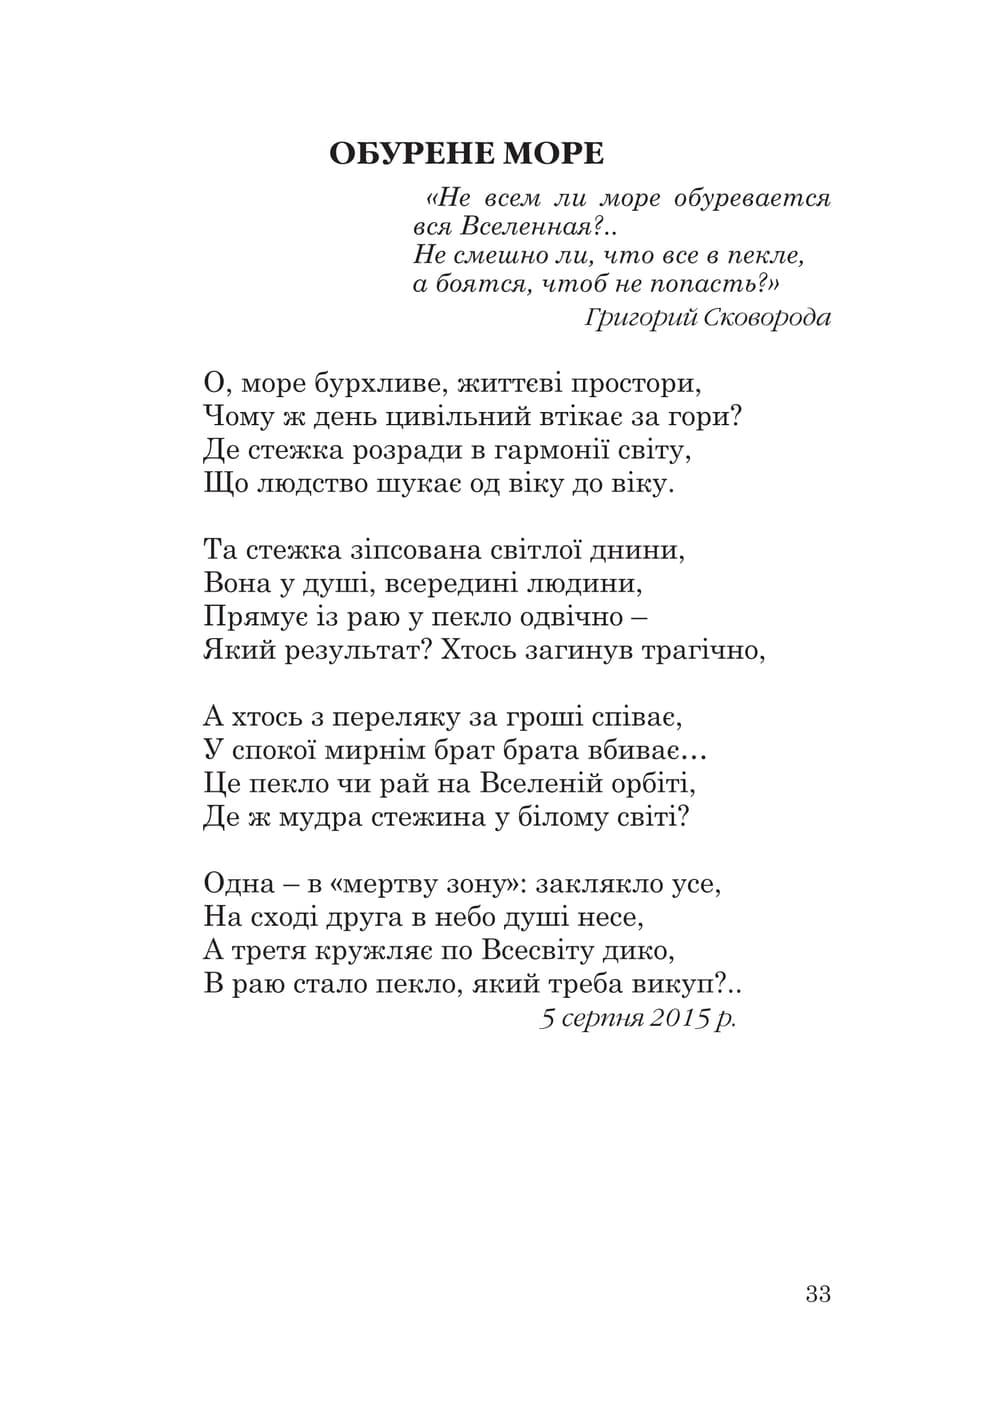 ОБУРЕНЕ МОРЕ
«Не всем ли море обуревается
вся Вселенная?..
Не смешно ли, что все в пекле,
а боятся, чтоб не попасть?»
Григорий Сковорода
О, море бурхливе, життєві простори,
Чому ж день цивільний втікає за гори?
Де стежка розради в гармонії світу,
Що людство шукає од віку до віку.
Та стежка зіпсована світлої днини,
Вона у душі, всередині людини,
Прямує із раю у пекло одвічно –
Який результат? Хтось загинув трагічно,
А хтось з переляку за гроші співає,
У спокої мирнім брат брата вбиває...
Це пекло чи рай на Вселеній орбіті,
Де ж мудра стежина у білому світі?
Одна – в «мертву зону»: заклякло усе,
На сході друга в небо душі несе,
А третя кружляє по Всесвіту дико,
В раю стало пекло, який треба викуп?..
5 серпня 2015 р.
33